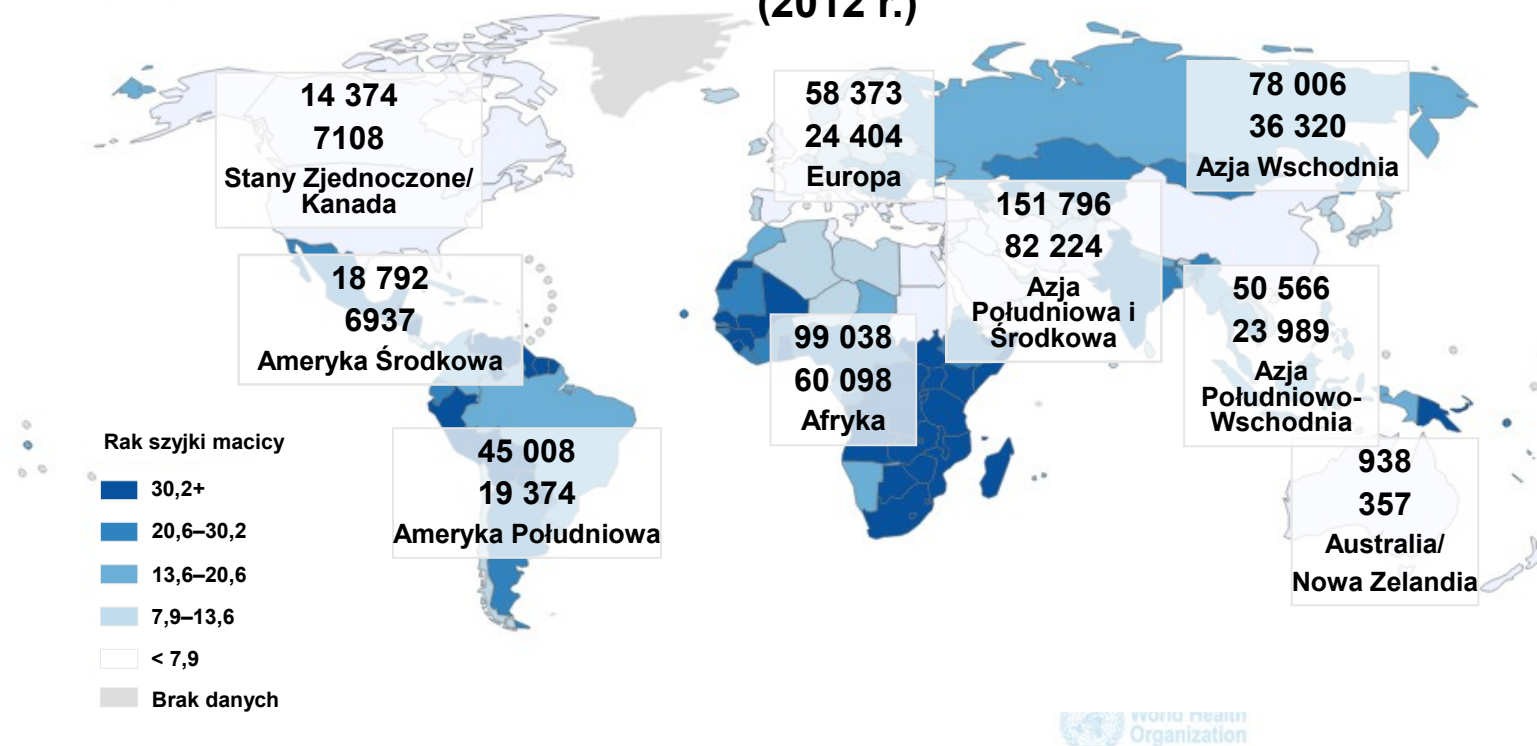 (2012 r.)
14 374
7108
Stany Zjednoczone/
Kanada
58 373
24 404
Europa
78 006
36 320
Azja Wschodnia
151 796
82 224
Azja
Południowa i
Środkowa
18 792
6937
Ameryka Środkowa
50 566
23 989
Azja
Południowo-
Wschodnia
99 038
60 098
Afryka
45 008
19 374
Ameryka Południowa
938
357
Australia/
Nowa Zelandia
Rak szyjki macicy
30,2+
20,6–30,2
13,6–20,6
7,9–13,6
< 7,9
Brak danych
World Health
Organization